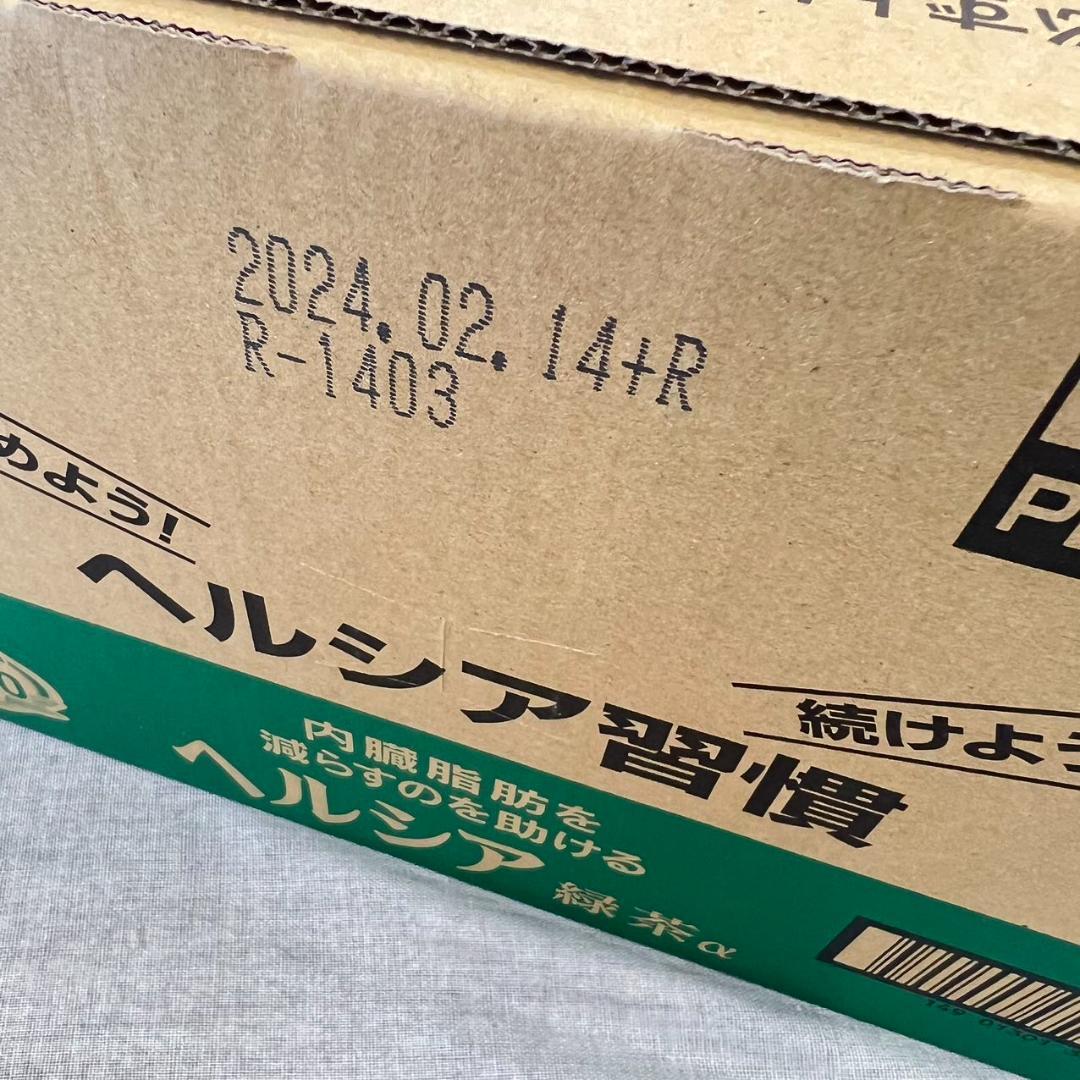 2024.02.14+R
R-1403
めよう!
ヘルシア習慣
続けよう
内臓脂肪を
減らすのを助ける
ヘルシア 緑茶α